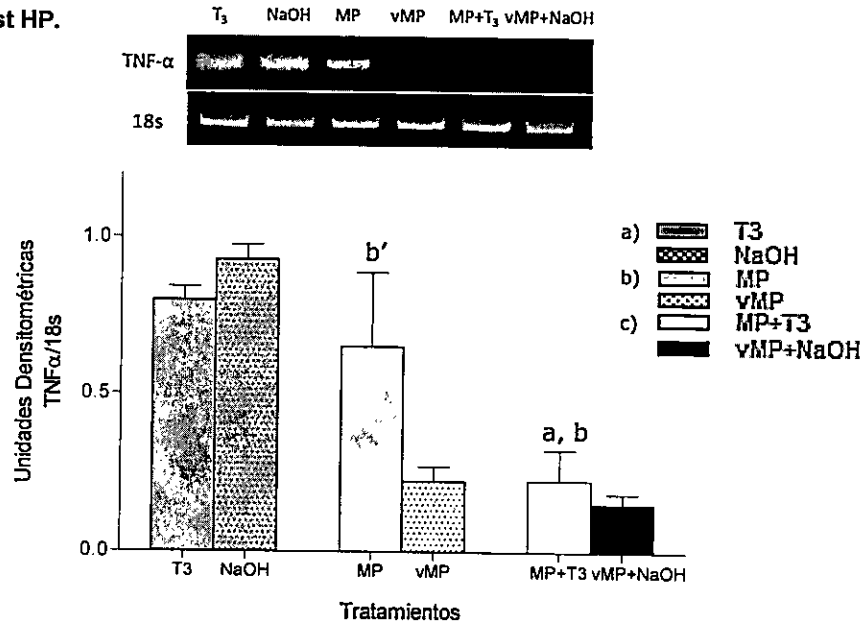 st HP.
T₃ NaOH MP vMP MP+T₃ vMP+NaOH
TNF-α
18s
Unidades Densitométricas
TNFα/18s
1.0
0.5
0.0
b′
a, b
a) T3
NaOH
b) MP
vMP
c) MP+T3
vMP+NaOH
T3 NaOH MP vMP MP+T3 vMP+NaOH
Tratamientos